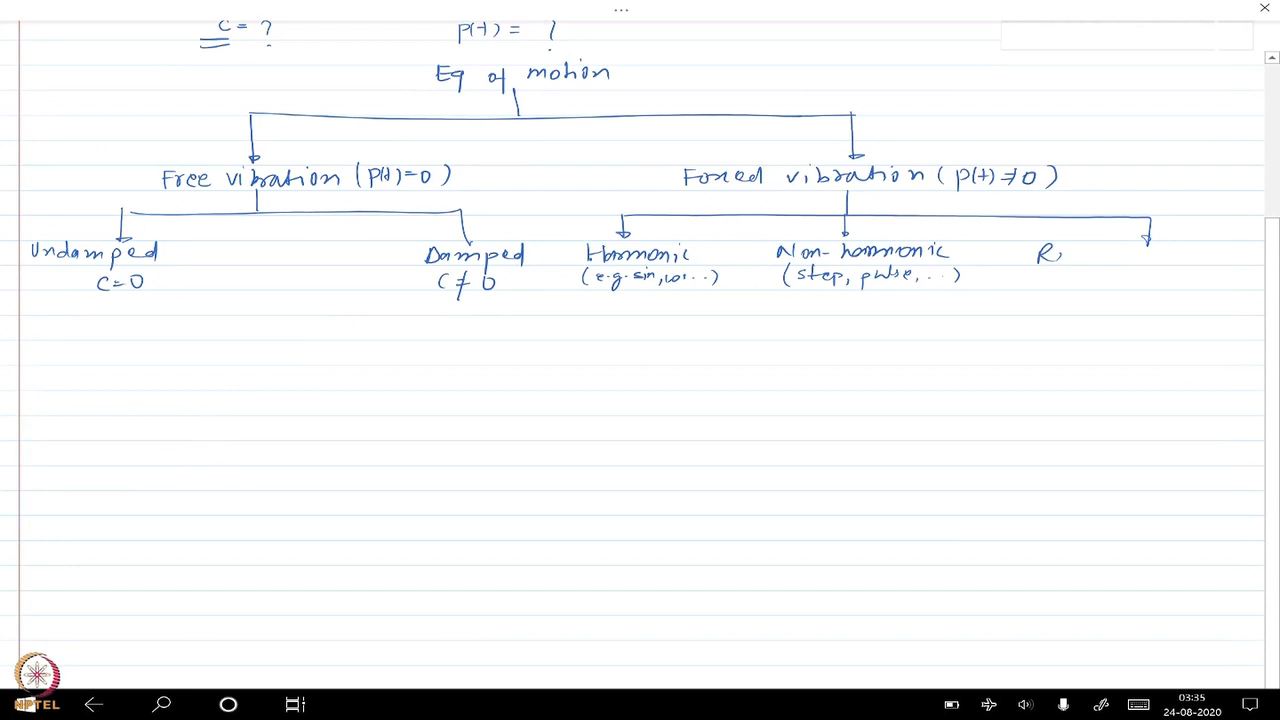 c = ?
p(t) = ?
Eq of motion
Free vibration (p(t)=0)
Forced vibration (p(t) ≠ 0)
Undamped
c=0
Damped
c ≠ 0
Harmonic
(e.g. sin, cos...)
Non-harmonic
(step, pulse, ...)
R
NPTEL
03:35
24-08-2020